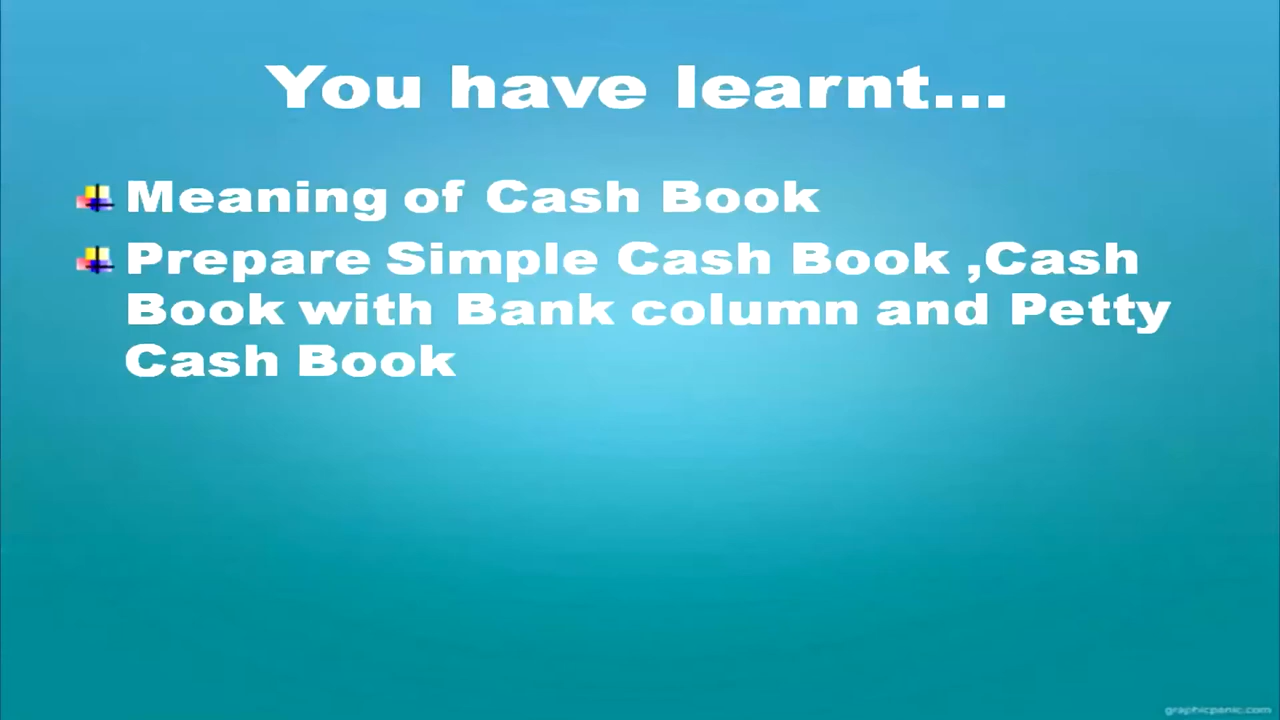 You have learnt...
Meaning of Cash Book
Prepare Simple Cash Book ,Cash
Book with Bank column and Petty
Cash Book
graphicpanic.com